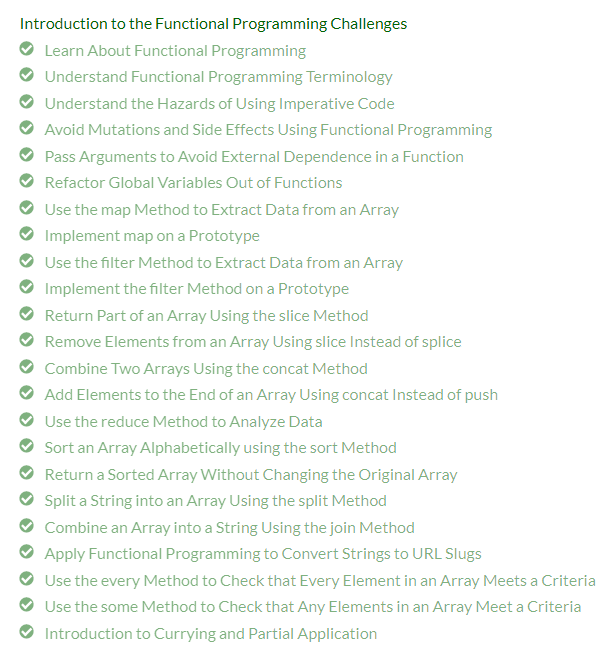 Introduction to the Functional Programming Challenges
Learn About Functional Programming
Understand Functional Programming Terminology
Understand the Hazards of Using Imperative Code
Avoid Mutations and Side Effects Using Functional Programming
Pass Arguments to Avoid External Dependence in a Function
Refactor Global Variables Out of Functions
Use the map Method to Extract Data from an Array
Implement map on a Prototype
Use the filter Method to Extract Data from an Array
Implement the filter Method on a Prototype
Return Part of an Array Using the slice Method
Remove Elements from an Array Using slice Instead of splice
Combine Two Arrays Using the concat Method
Add Elements to the End of an Array Using concat Instead of push
Use the reduce Method to Analyze Data
Sort an Array Alphabetically using the sort Method
Return a Sorted Array Without Changing the Original Array
Split a String into an Array Using the split Method
Combine an Array into a String Using the join Method
Apply Functional Programming to Convert Strings to URL Slugs
Use the every Method to Check that Every Element in an Array Meets a Criteria
Use the some Method to Check that Any Elements in an Array Meet a Criteria
Introduction to Currying and Partial Application